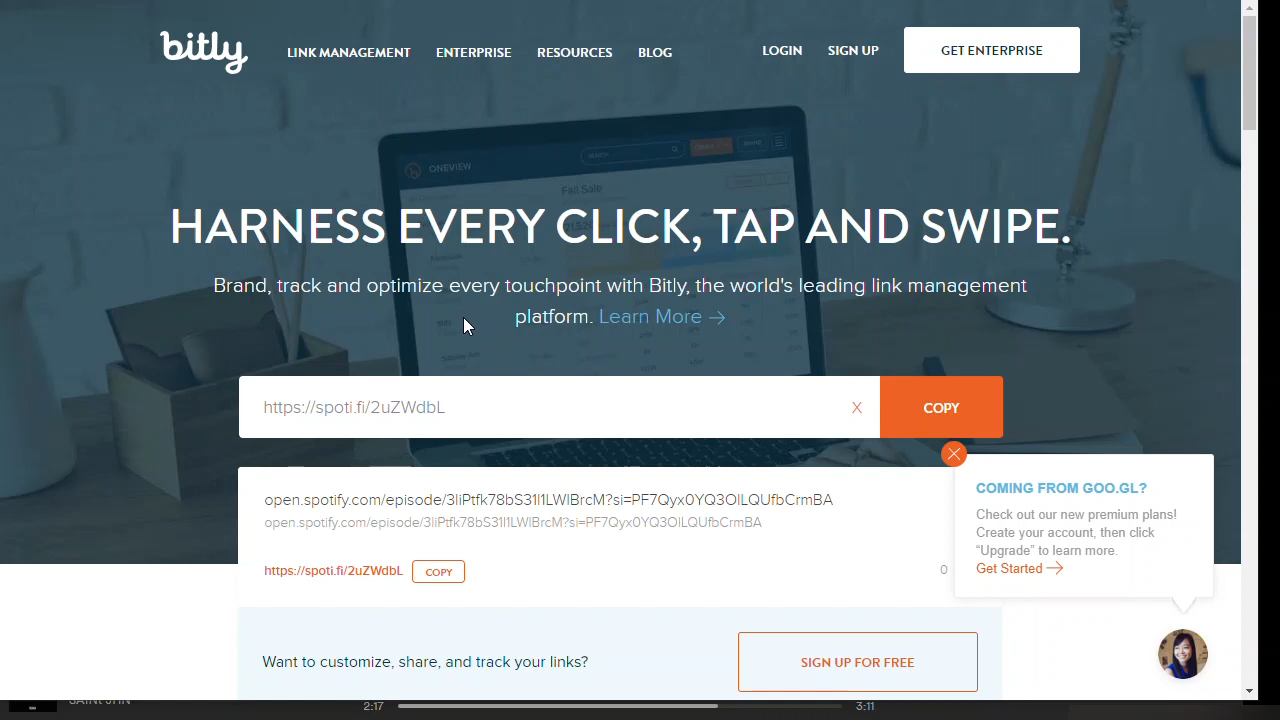 bitly
LINK MANAGEMENT
ENTERPRISE
RESOURCES
BLOG
LOGIN
SIGN UP
GET ENTERPRISE
ONEVIEW
Fall Sale
HARNESS EVERY CLICK, TAP AND SWIPE.
Brand, track and optimize every touchpoint with Bitly, the world's leading link management
platform. Learn More →
https://spoti.fi/2uZWdbL
X
COPY
COMING FROM GOO.GL?
Check out our new premium plans!
Create your account, then click
“Upgrade” to learn more.
Get Started →
open.spotify.com/episode/3liPtfk78bS31l1LWlBrcM?si=PF7Qyx0YQ3OlLQUfbCrmBA
open.spotify.com/episode/3liPtfk78bS31l1LWlBrcM?si=PF7Qyx0YQ3OlLQUfbCrmBA
https://spoti.fi/2uZWdbL
COPY
0
Want to customize, share, and track your links?
SIGN UP FOR FREE
2:17
3:11